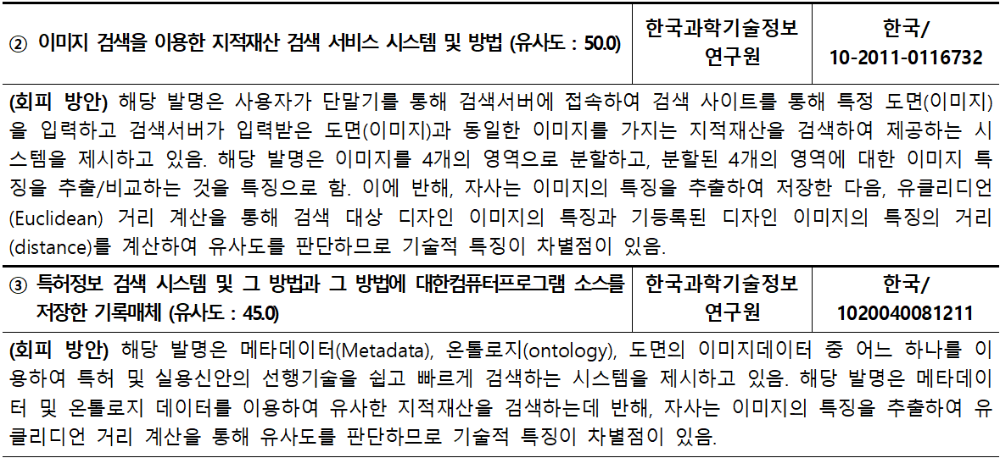 ② 이미지 검색을 이용한 지적재산 검색 서비스 시스템 및 방법 (유사도 : 50.0)
한국과학기술정보
연구원
한국/
10-2011-0116732
(회피 방안) 해당 발명은 사용자가 단말기를 통해 검색서버에 접속하여 검색 사이트를 통해 특정 도면(이미지)
을 입력하고 검색서버가 입력받은 도면(이미지)과 동일한 이미지를 가지는 지적재산을 검색하여 제공하는 시
스템을 제시하고 있음. 해당 발명은 이미지를 4개의 영역으로 분할하고, 분할된 4개의 영역에 대한 이미지 특
징을 추출/비교하는 것을 특징으로 함. 이에 반해, 자사는 이미지의 특징을 추출하여 저장한 다음, 유클리디언
(Euclidean) 거리 계산을 통해 검색 대상 디자인 이미지의 특징과 기등록된 디자인 이미지의 특징의 거리
(distance)를 계산하여 유사도를 판단하므로 기술적 특징이 차별점이 있음.
③ 특허정보 검색 시스템 및 그 방법과 그 방법에 대한컴퓨터프로그램 소스를
저장한 기록매체 (유사도 : 45.0)
한국과학기술정보
연구원
한국/
1020040081211
(회피 방안) 해당 발명은 메타데이터(Metadata), 온톨로지(ontology), 도면의 이미지데이터 중 어느 하나를 이
용하여 특허 및 실용신안의 선행기술을 쉽고 빠르게 검색하는 시스템을 제시하고 있음. 해당 발명은 메타데이
터 및 온톨로지 데이터를 이용하여 유사한 지적재산을 검색하는데 반해, 자사는 이미지의 특징을 추출하여 유
클리디언 거리 계산을 통해 유사도를 판단하므로 기술적 특징이 차별점이 있음.